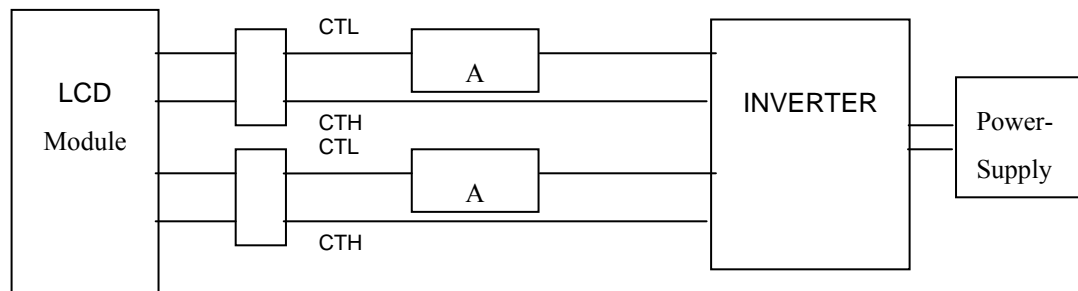 CTL
A
LCD
Module
CTH
CTL
A
CTH
INVERTER
Power-
Supply